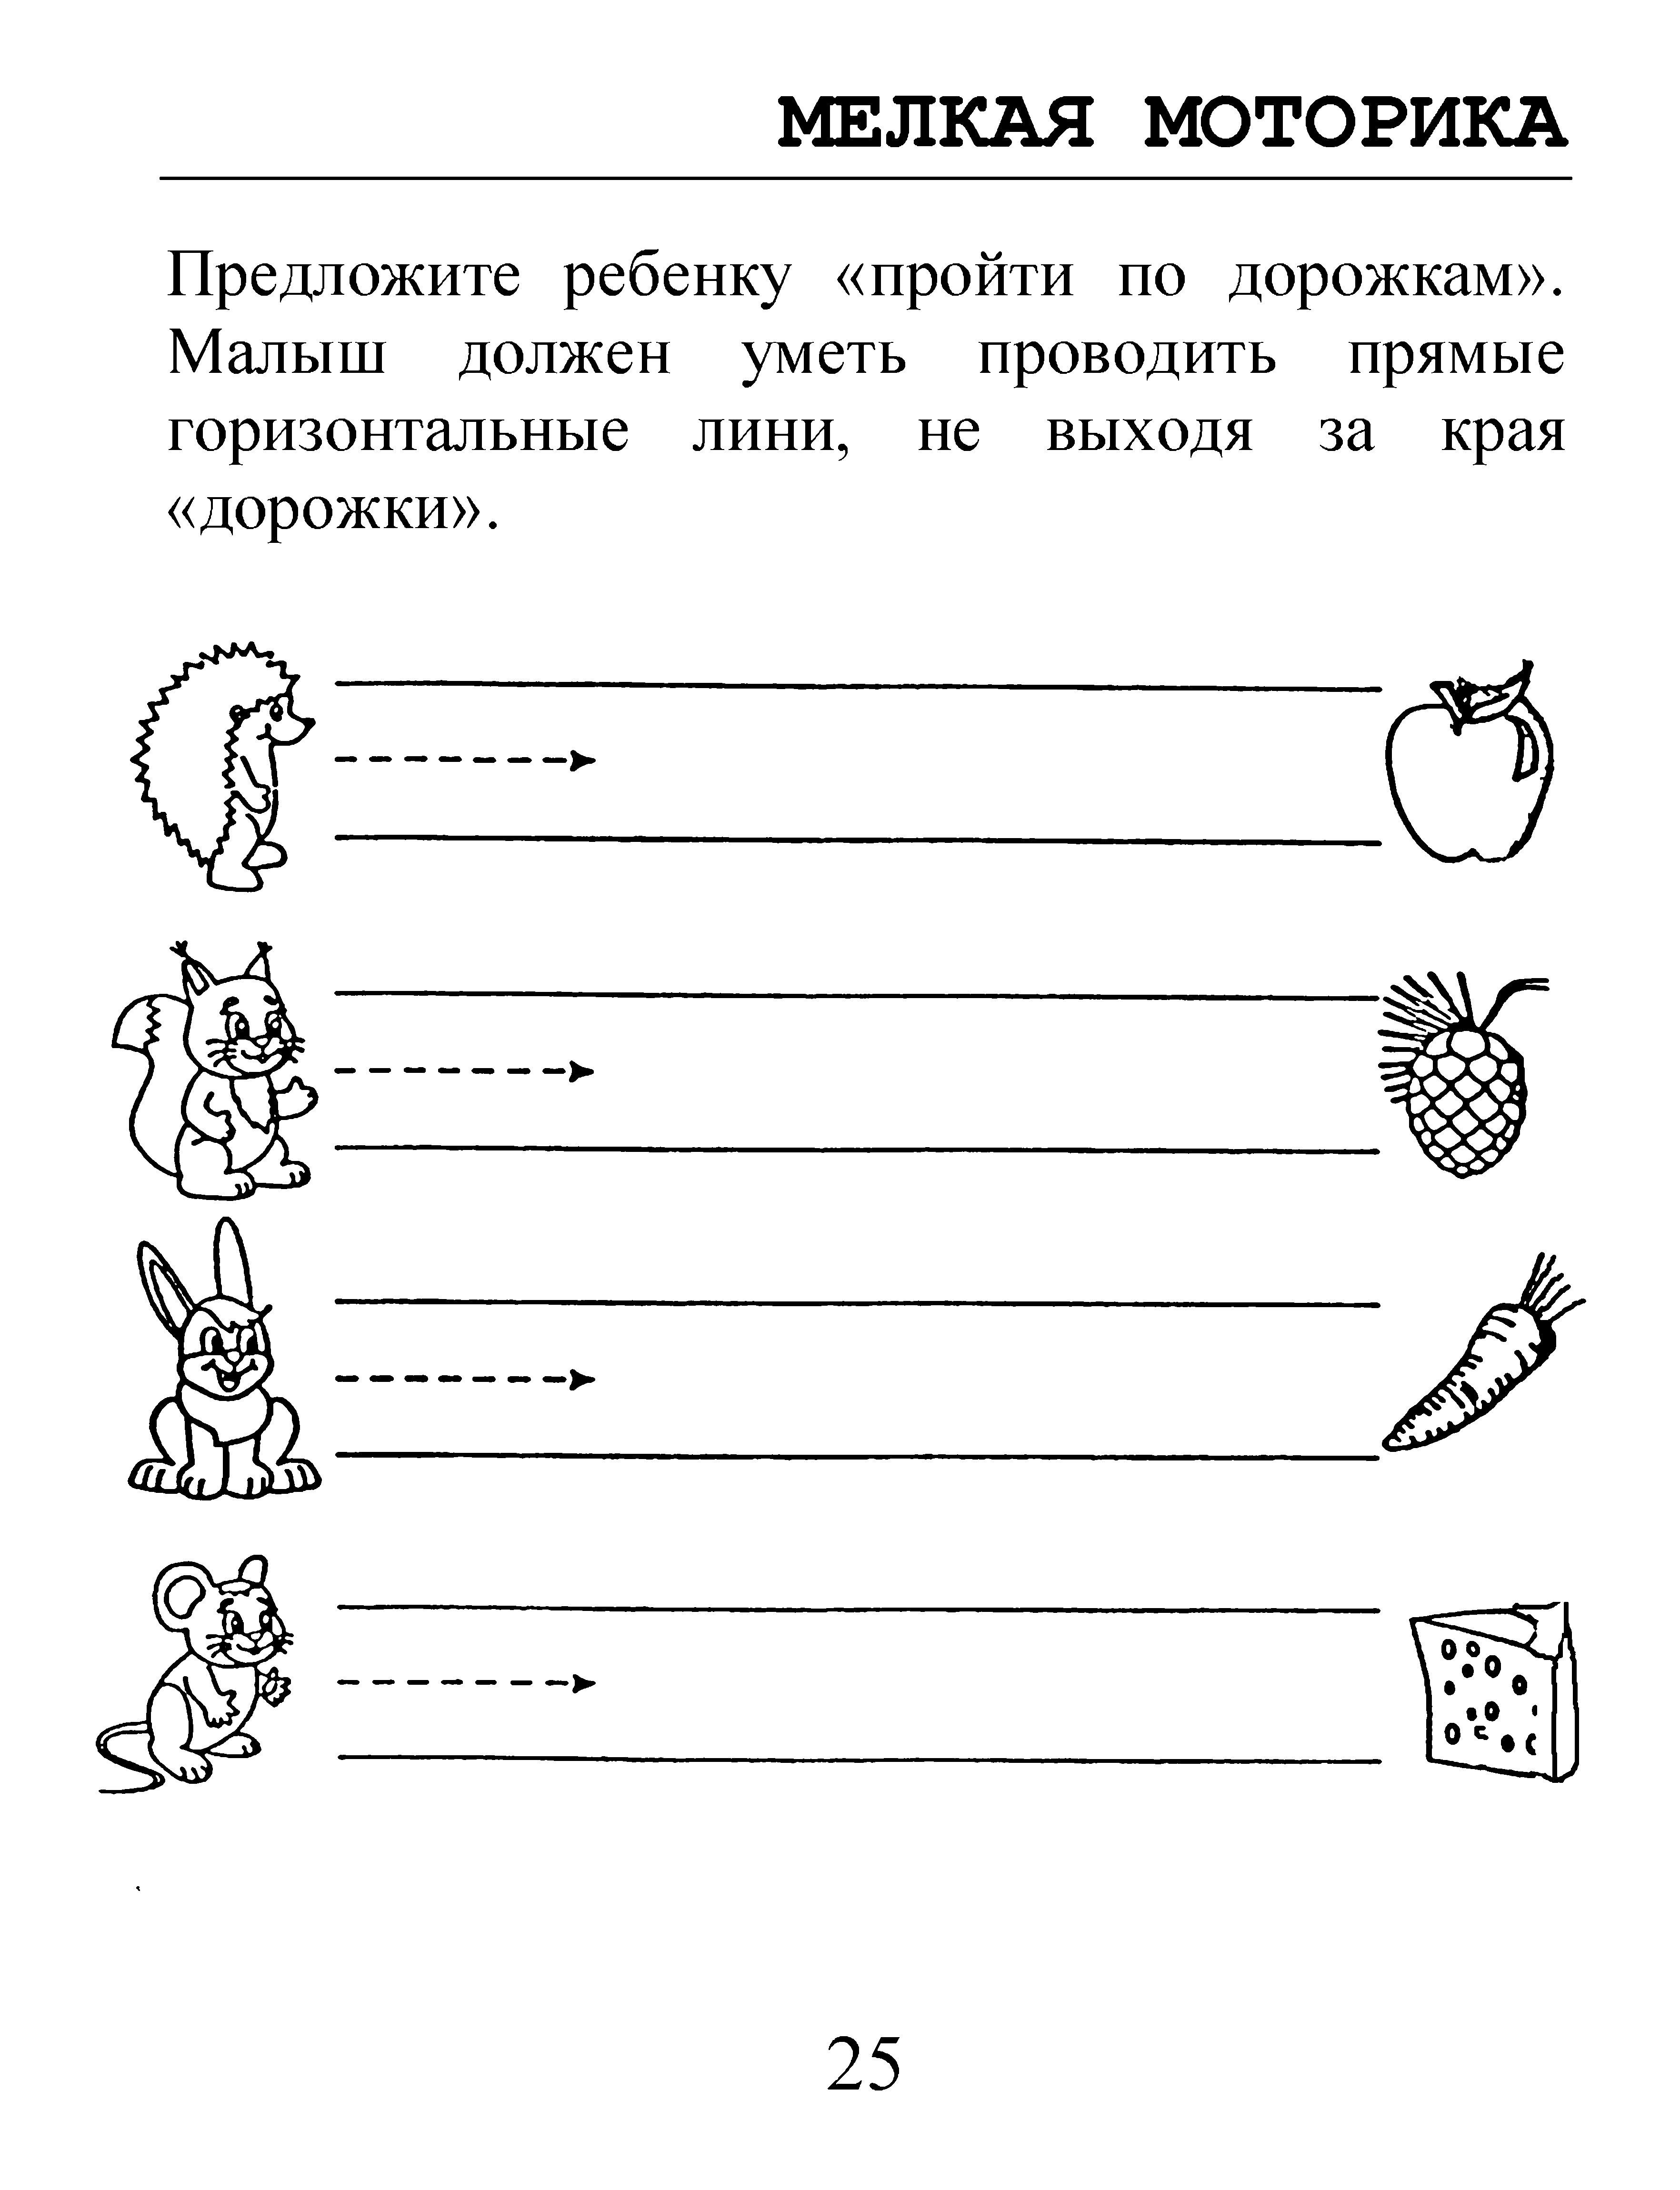 МЕЛКАЯ МОТОРИКА
Предложите ребенку «пройти по дорожкам».
Малыш должен уметь проводить прямые
горизонтальные лини, не выходя за края
«дорожки».
25